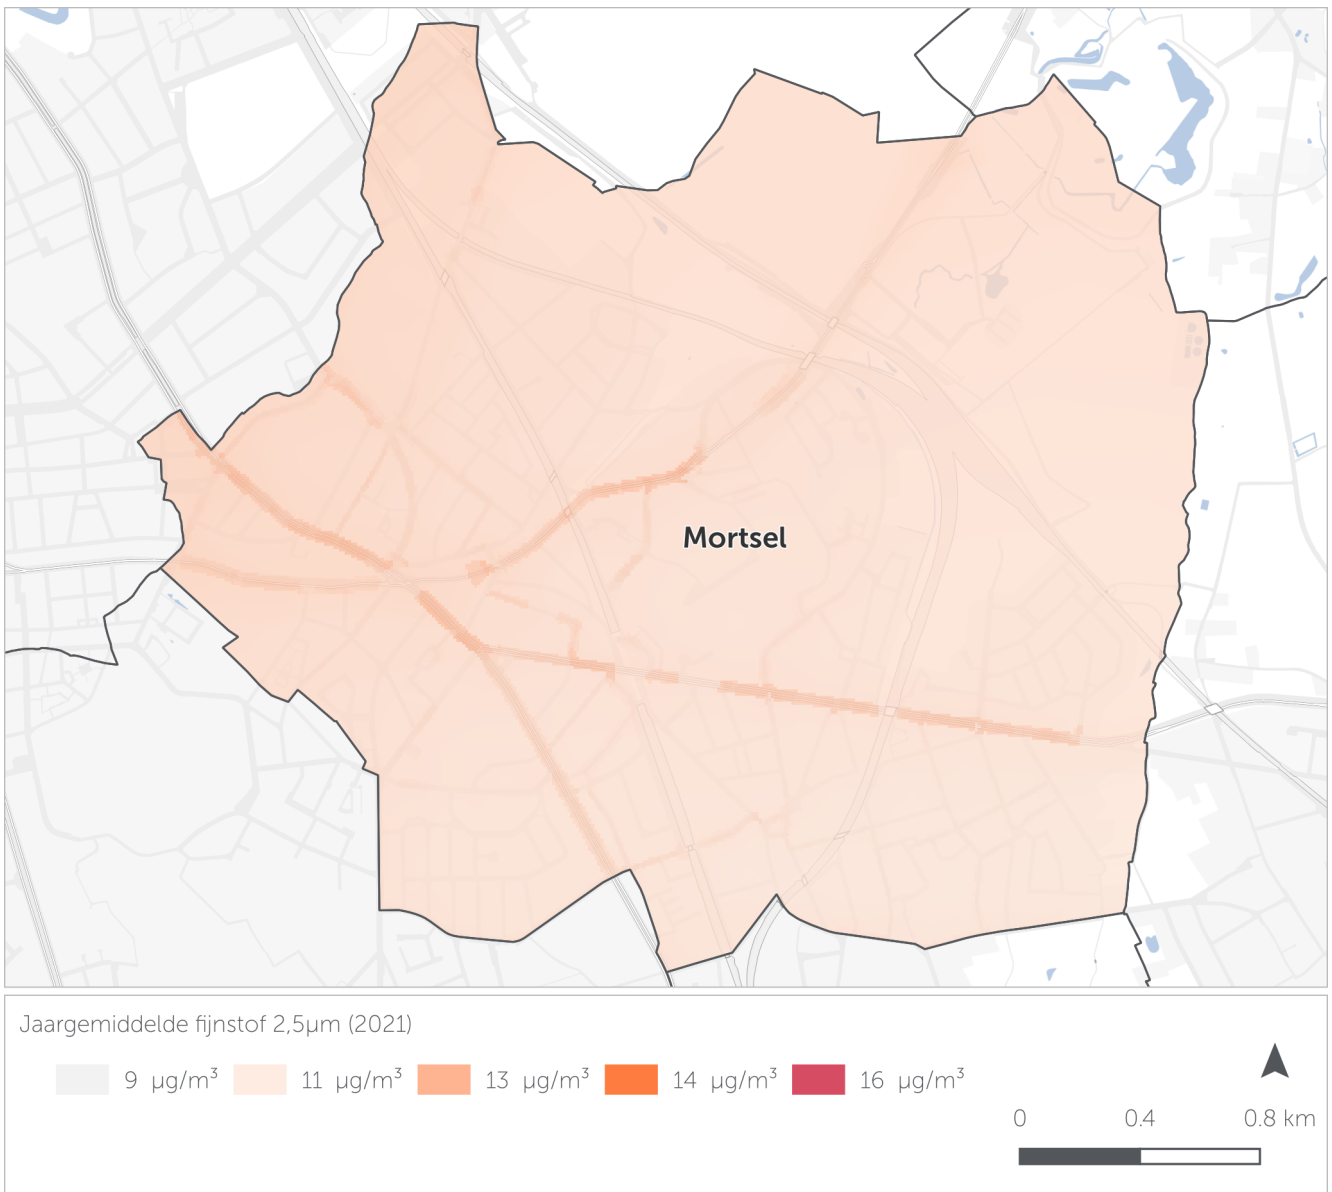 Mortsel
Jaargemiddelde fijnstof 2,5µm (2021)
9 µg/m³ 11 µg/m³ 13 µg/m³ 14 µg/m³ 16 µg/m³
0 0.4 0.8 km